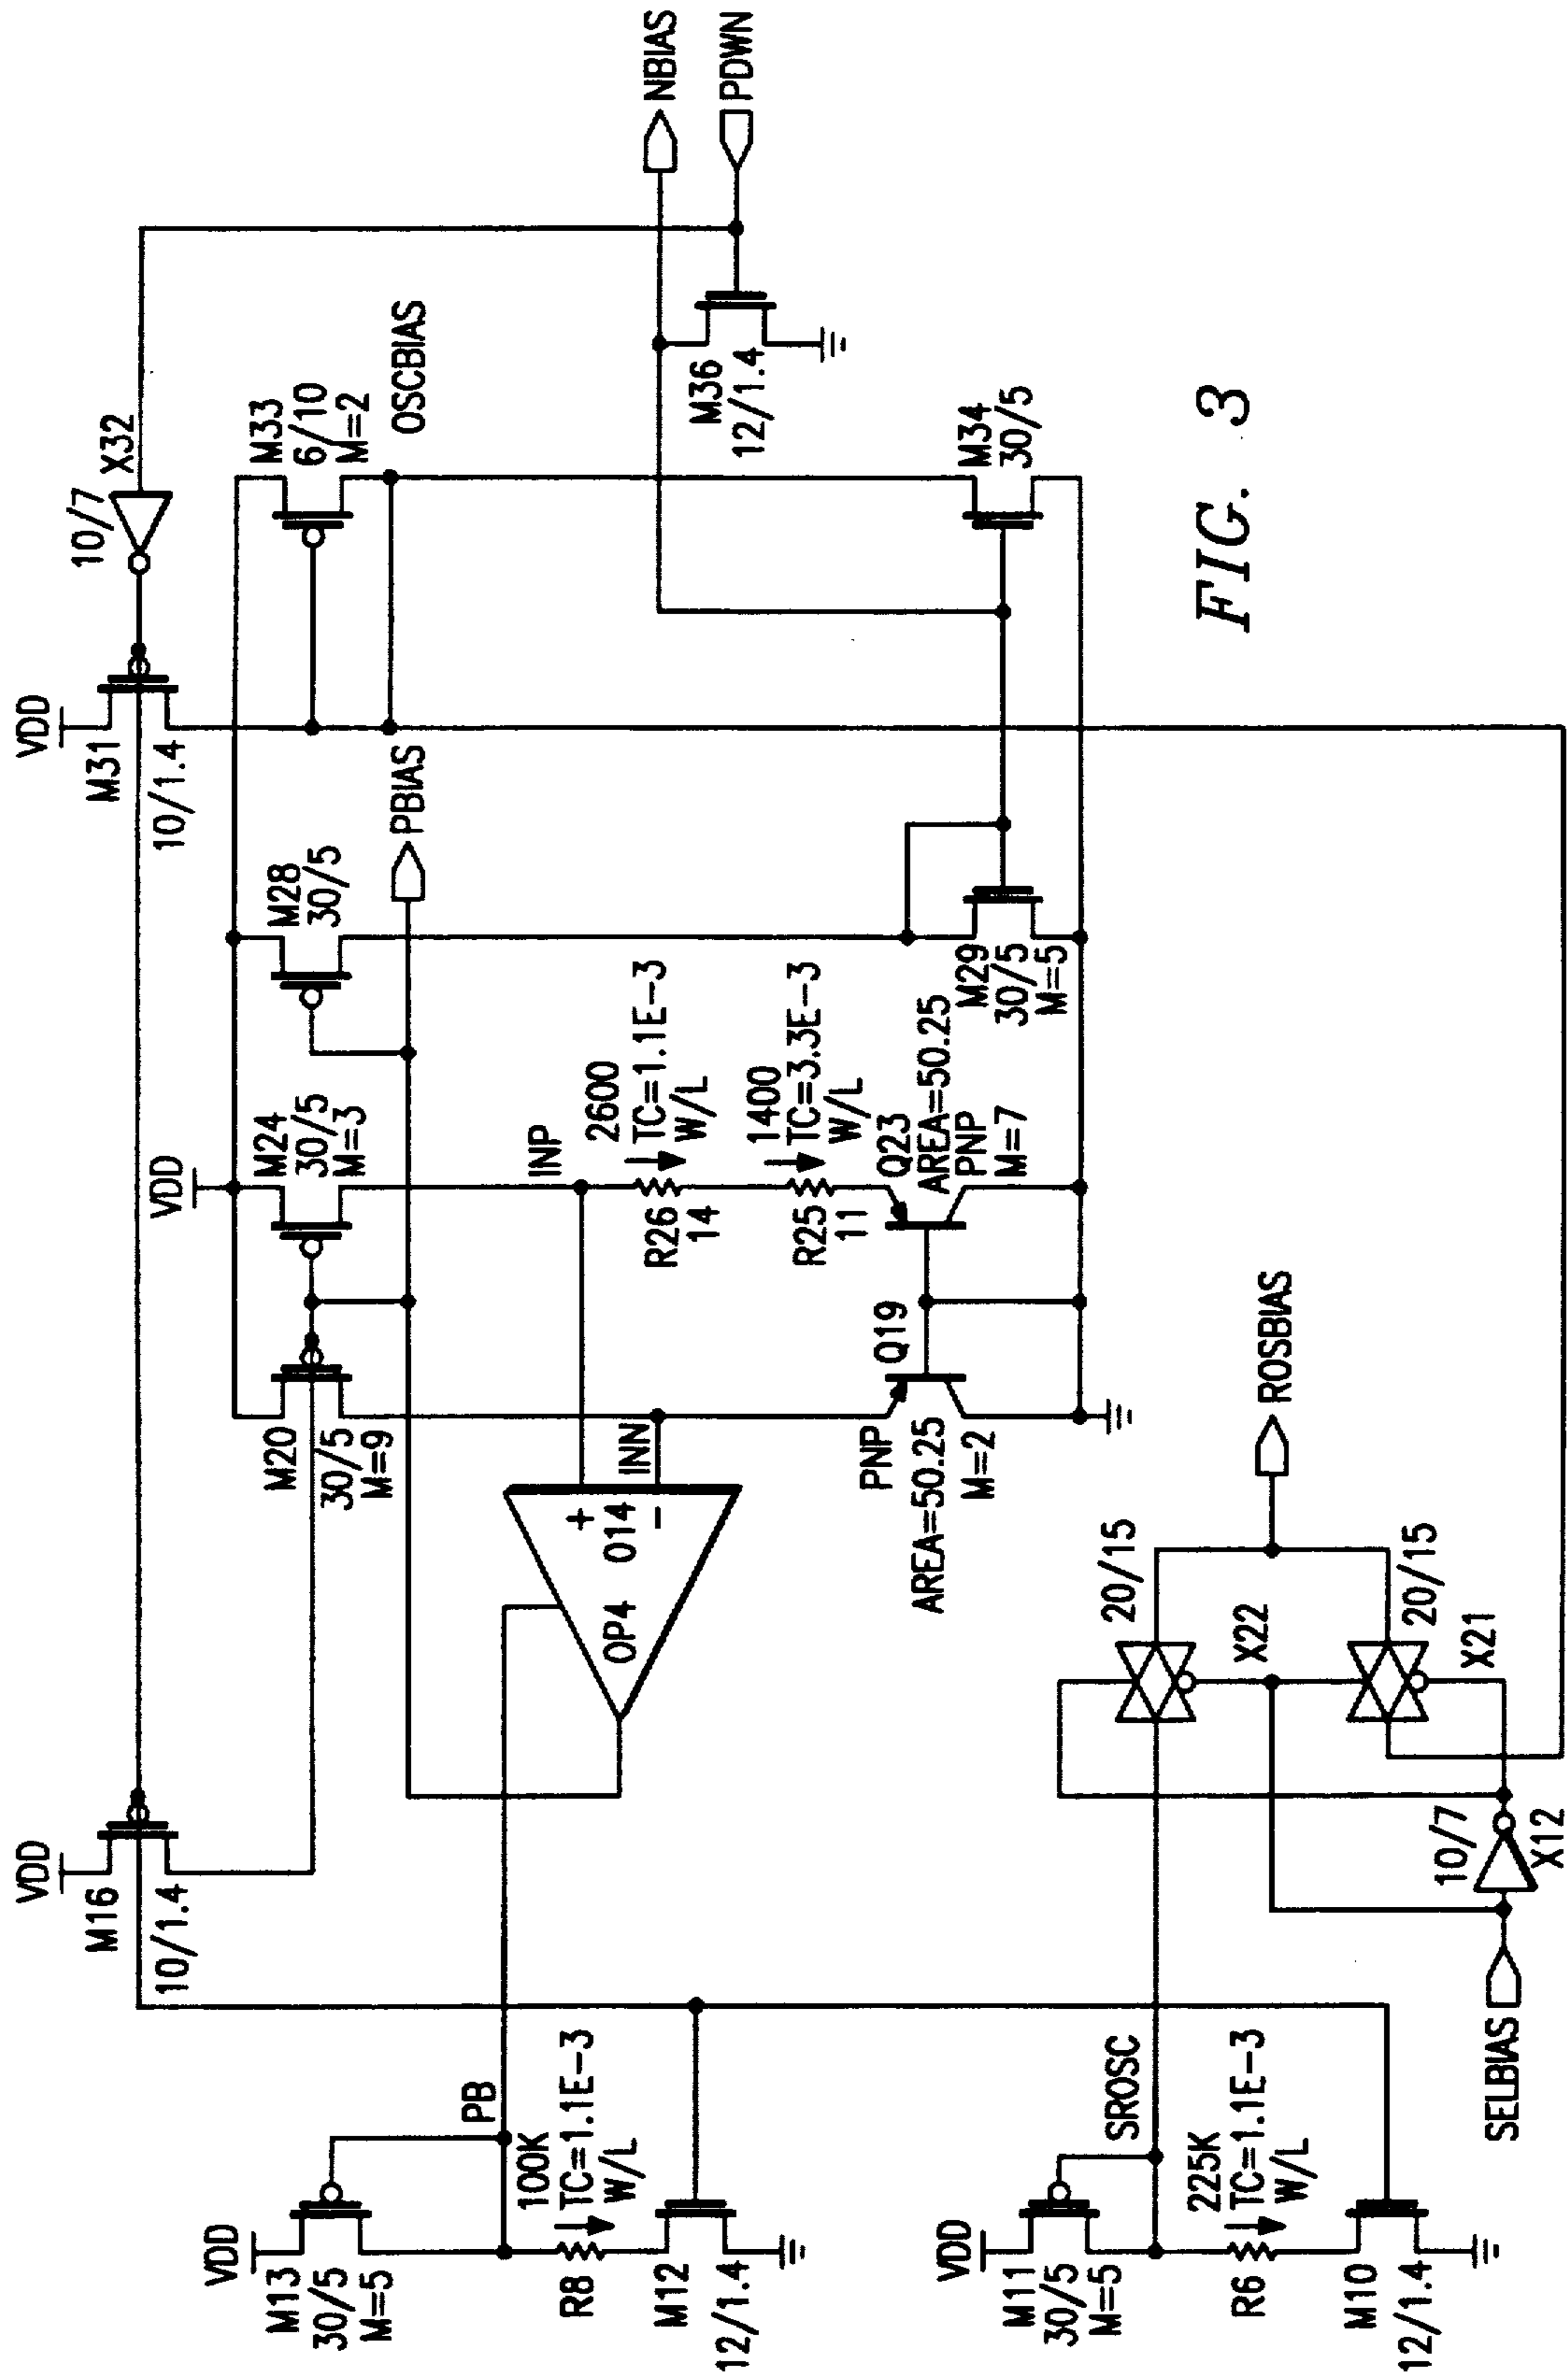 VDD
M16
10/1.4
VDD
M31
10/1.4
10/7
X32
VDD
M13
30/5
M=5
PB
100K
TC=1.1E-3
W/L
R8
M12
12/1.4
M20
30/5
M=9
VDD
M24
30/5
M=3
M28
30/5
PBIAS
M33
6/10
M=2
OSCBIAS
OP4
014
+
-
INN
INP
2600
TC=1.1E-3
W/L
R26
14
1400
TC=3.3E-3
W/L
R25
11
PNP
Q19
AREA=50.25
M=2
Q23
AREA=50.25
PNP
M=7
M29
30/5
M=5
M34
30/5
M36
12/1.4
NBIAS
PDWN
VDD
M11
30/5
M=5
SROSC
225K
TC=1.1E-3
W/L
R6
M10
12/1.4
SELBIAS
10/7
X12
20/15
X22
20/15
X21
ROSBIAS
FIG. 3